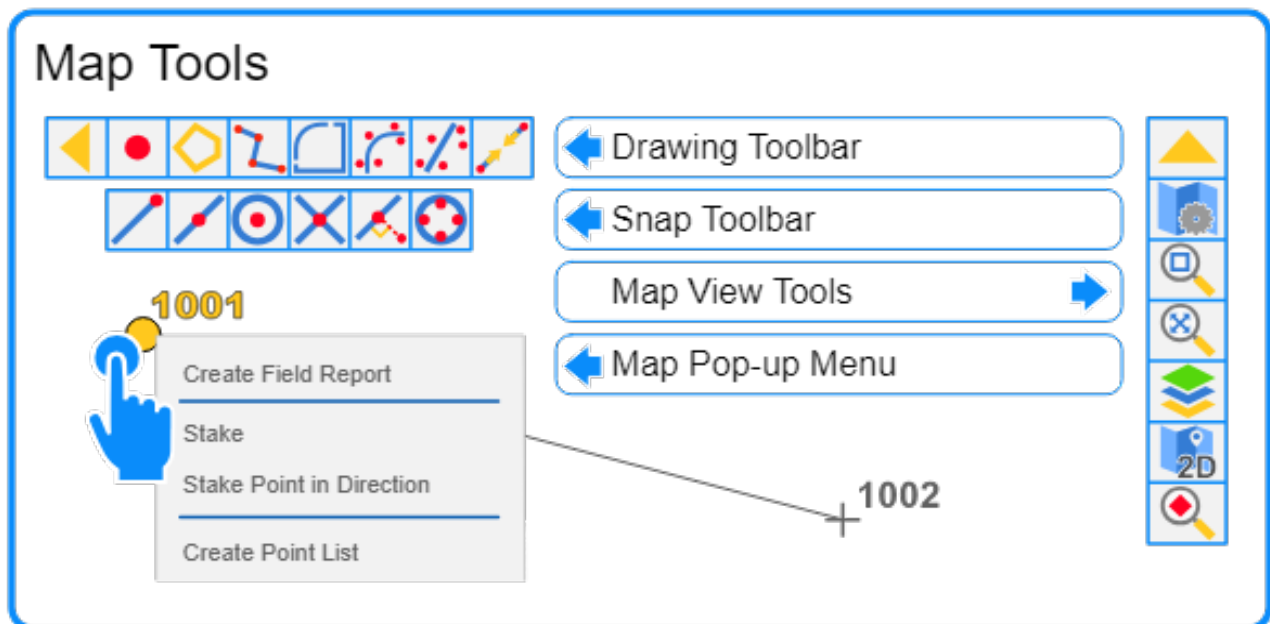 Map Tools
Drawing Toolbar
Snap Toolbar
Map View Tools
Map Pop-up Menu
1001
Create Field Report
Stake
Stake Point in Direction
Create Point List
1002
2D